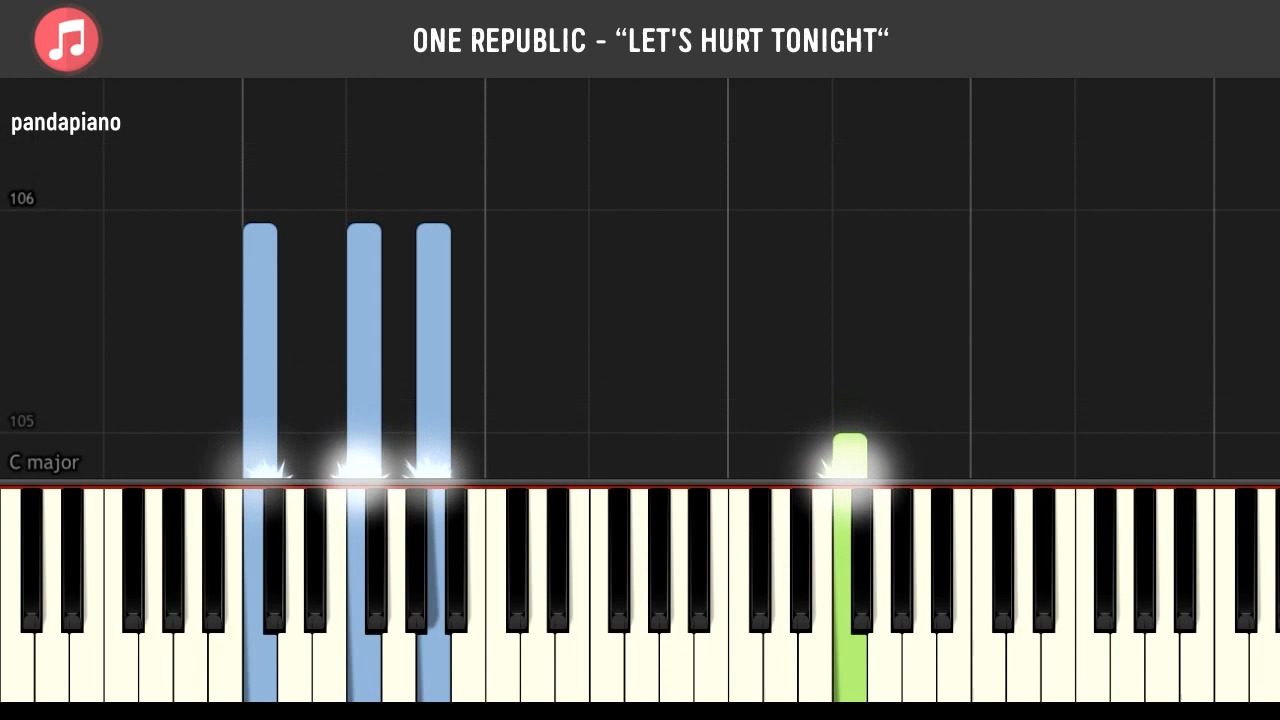 ONE REPUBLIC - “LET'S HURT TONIGHT“
pandapiano
106
105
C major